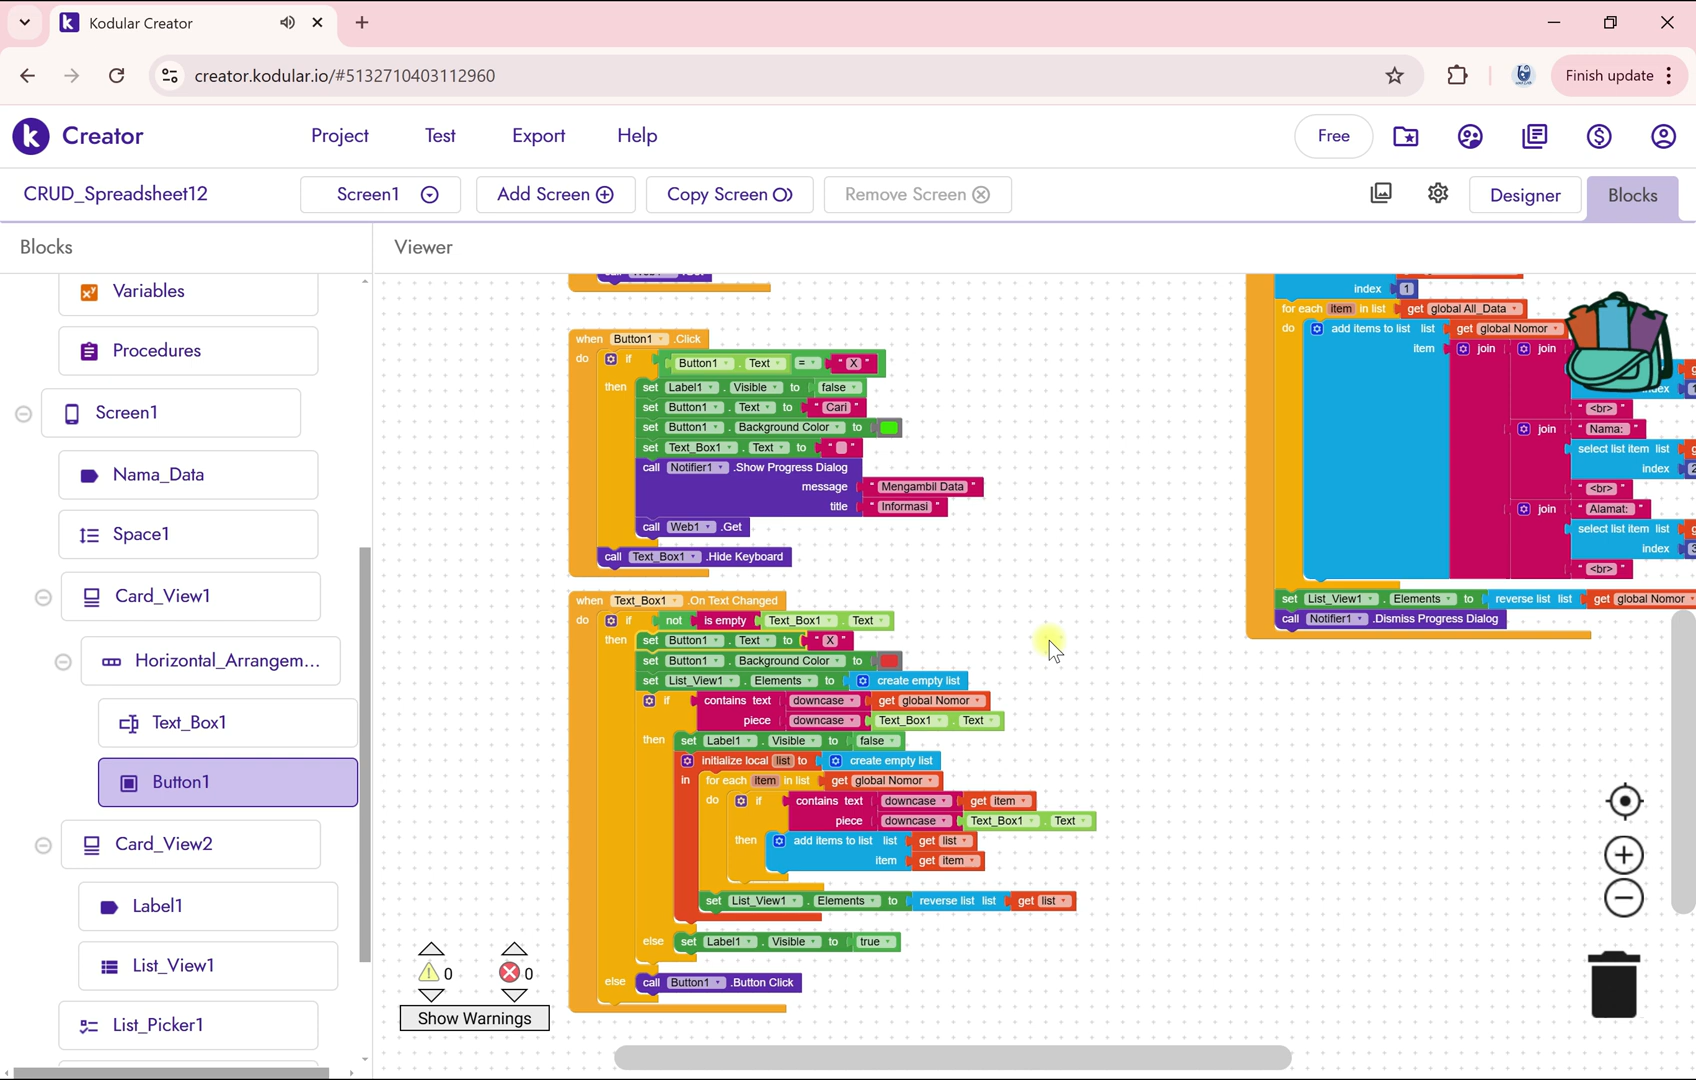 Kodular Creator
creator.kodular.io/#5132710403112960
Finish update
Creator
Project
Test
Export
Help
Free
CRUD_Spreadsheet12
Screen1
Add Screen
Copy Screen
Remove Screen
Designer
Blocks
Blocks
Viewer
Variables
Procedures
Screen1
Nama_Data
Space1
Card_View1
Horizontal_Arrangem...
Text_Box1
Button1
Card_View2
Label1
List_View1
List_Picker1
when Button1 .Click
do if Button1 . Text = " X "
then set Label1 . Visible to false
set Button1 . Text to " Cari "
set Button1 . Background Color to
set Text_Box1 . Text to " "
call Notifier1 .Show Progress Dialog
message " Mengambil Data "
title " Informasi "
call Web1 .Get
call Text_Box1 .Hide Keyboard
when Text_Box1 .On Text Changed
do if not is empty Text_Box1 . Text
then set Button1 . Text to " X "
set Button1 . Background Color to
set List_View1 . Elements to create empty list
if contains text downcase get global Nomor
piece downcase Text_Box1 . Text
then set Label1 . Visible to false
initialize local list to create empty list
in for each item in list get global Nomor
do if contains text downcase get item
piece downcase Text_Box1 . Text
then add items to list list get list
item get item
set List_View1 . Elements to reverse list list get list
else set Label1 . Visible to true
else call Button1 .Button Click
index 1
for each item in list get global All_Data
do add items to list list get global Nomor
item join join
" <br> "
join " Nama: "
select list item list
index
" <br> "
join " Alamat: "
select list item list
index
" <br> "
set List_View1 . Elements to reverse list list get global Nomor
call Notifier1 .Dismiss Progress Dialog
0
0
Show Warnings